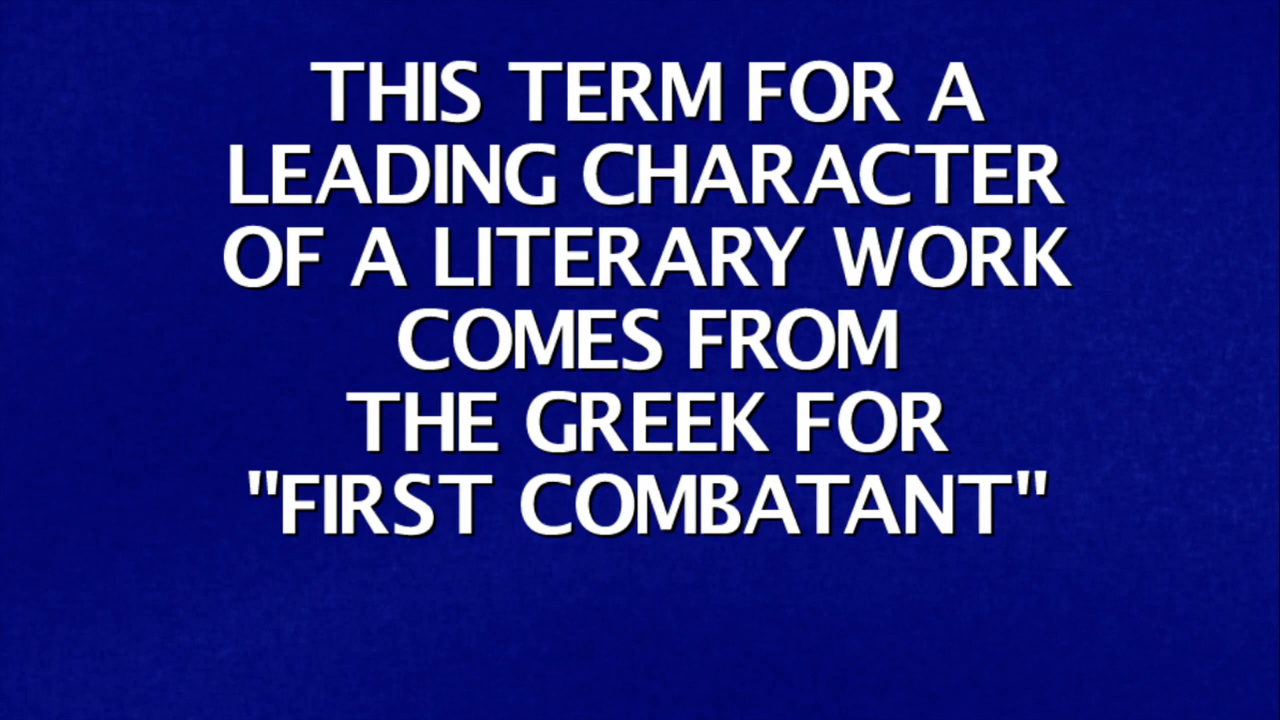 THIS TERM FOR A
LEADING CHARACTER
OF A LITERARY WORK
COMES FROM
THE GREEK FOR
"FIRST COMBATANT"